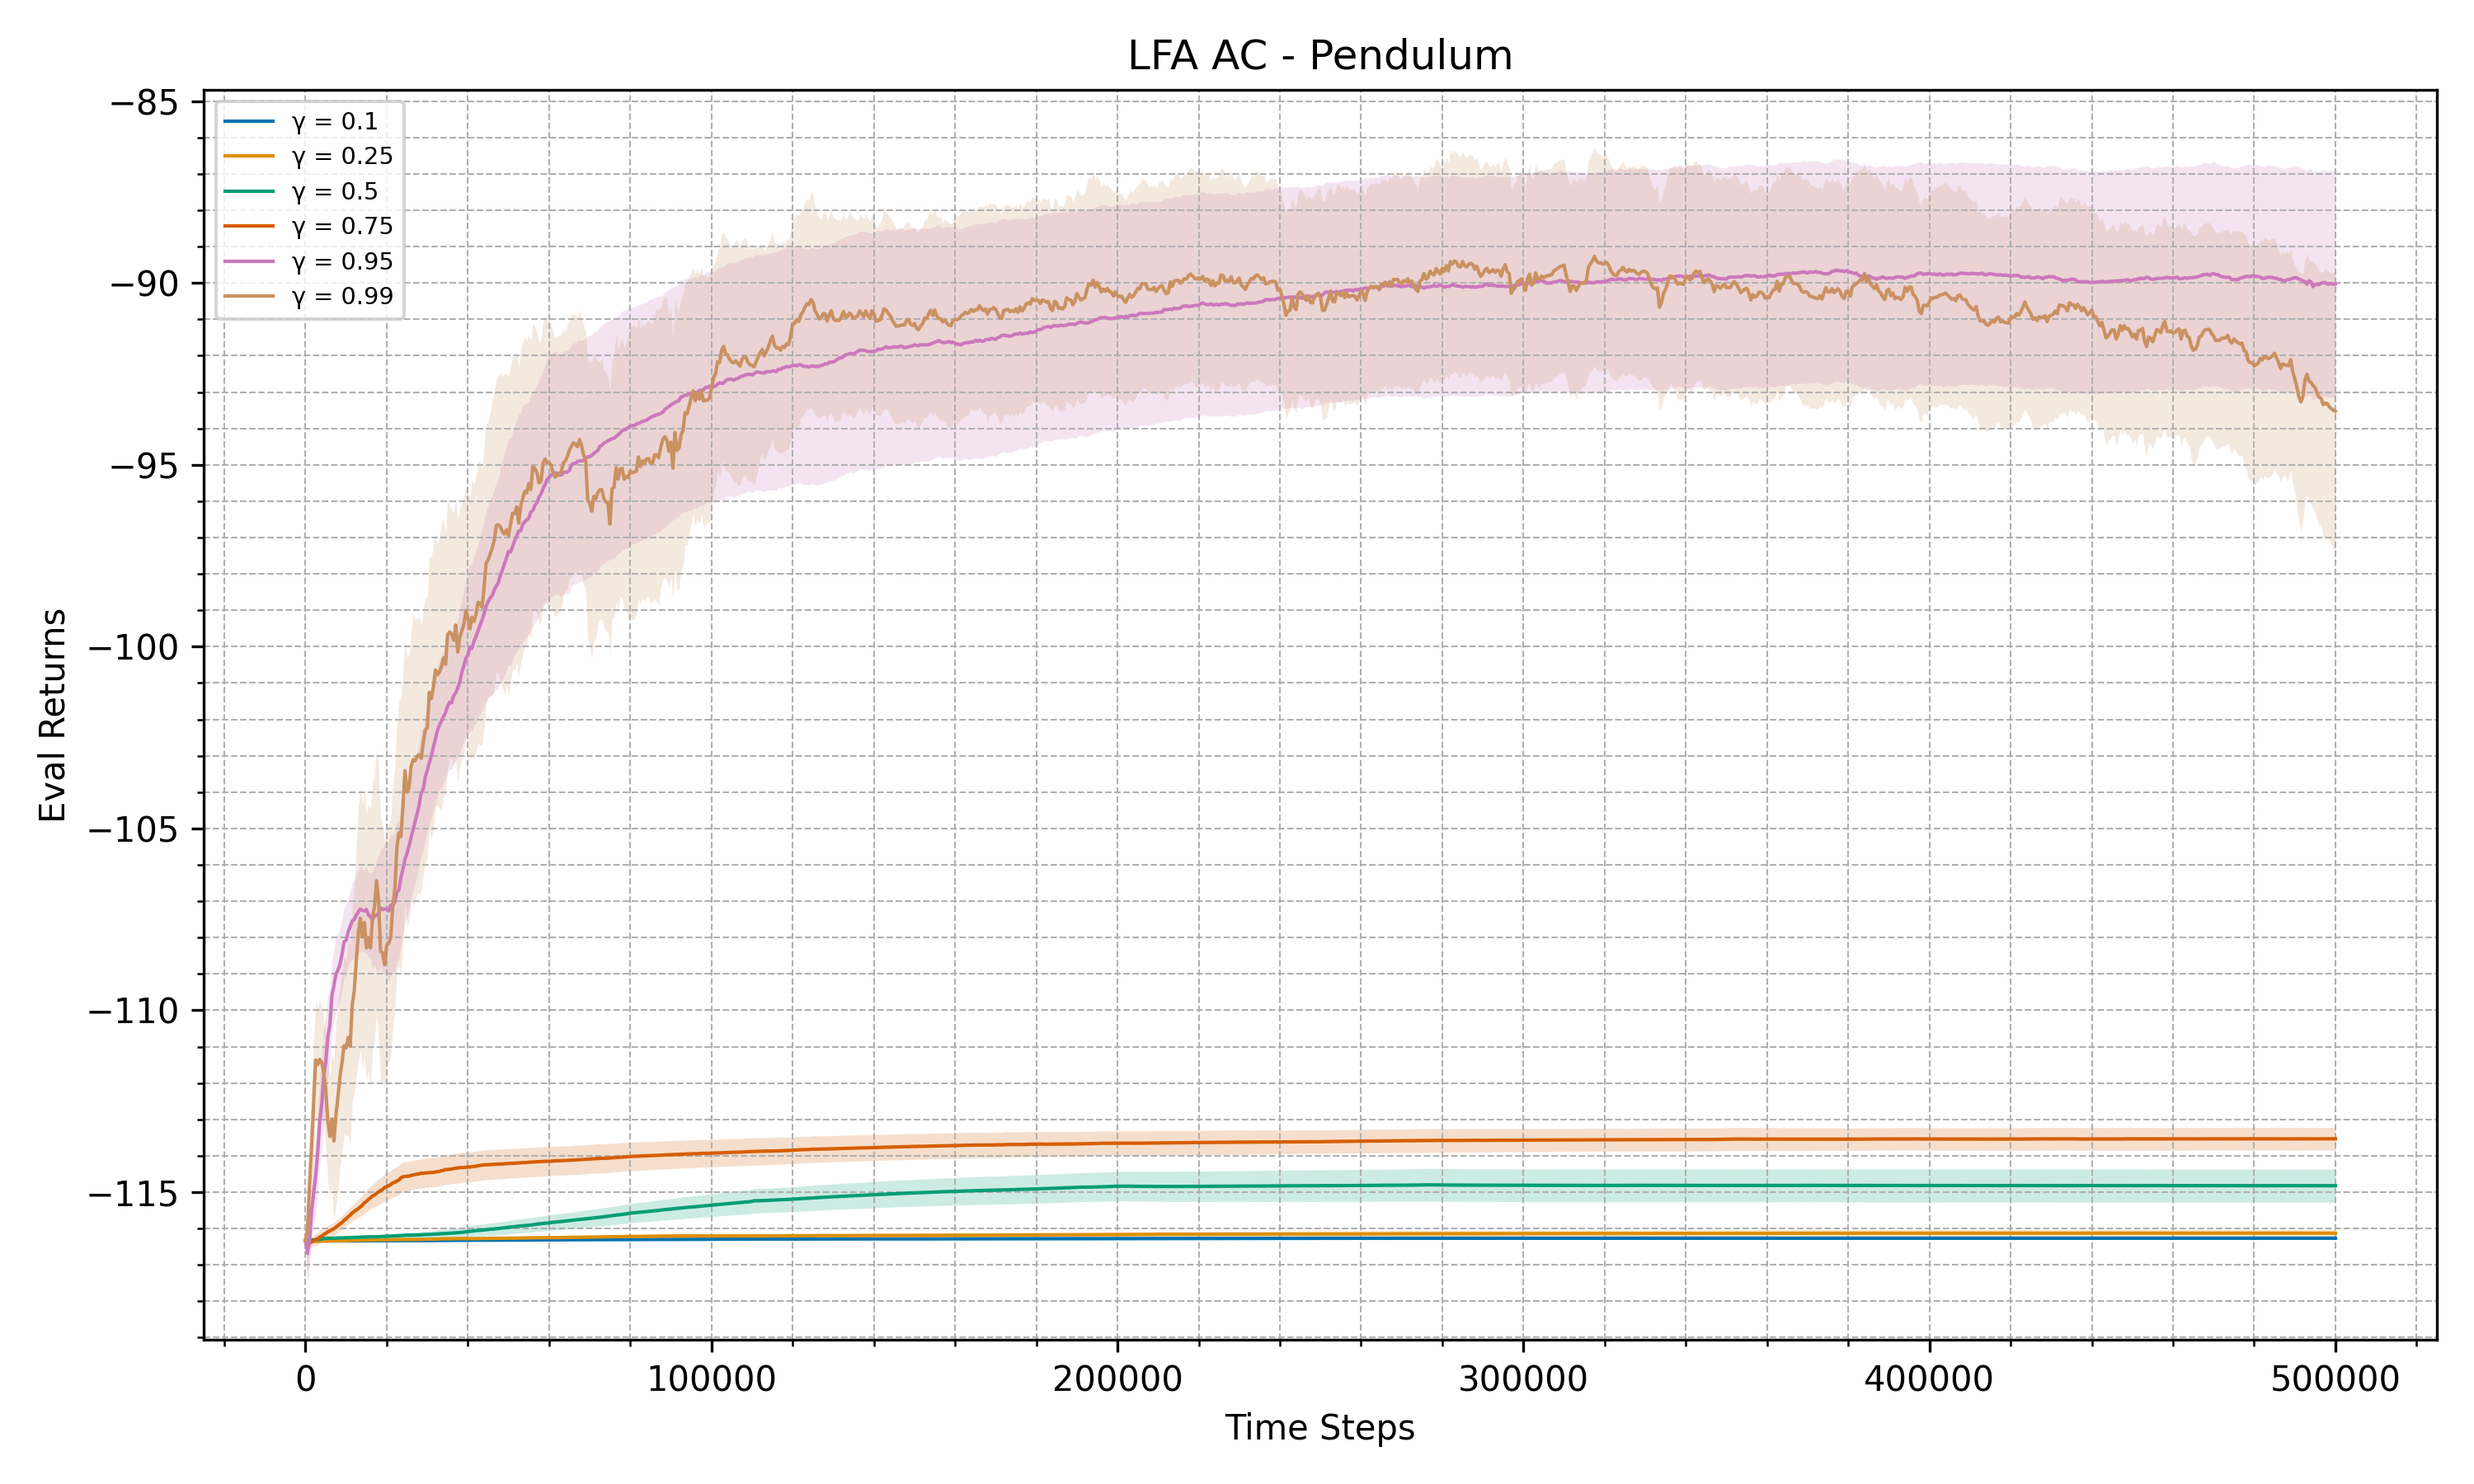 LFA AC - Pendulum
γ = 0.1
γ = 0.25
γ = 0.5
γ = 0.75
γ = 0.95
γ = 0.99
−85
−90
−95
−100
−105
−110
−115
Eval Returns
0 100000 200000 300000 400000 500000
Time Steps